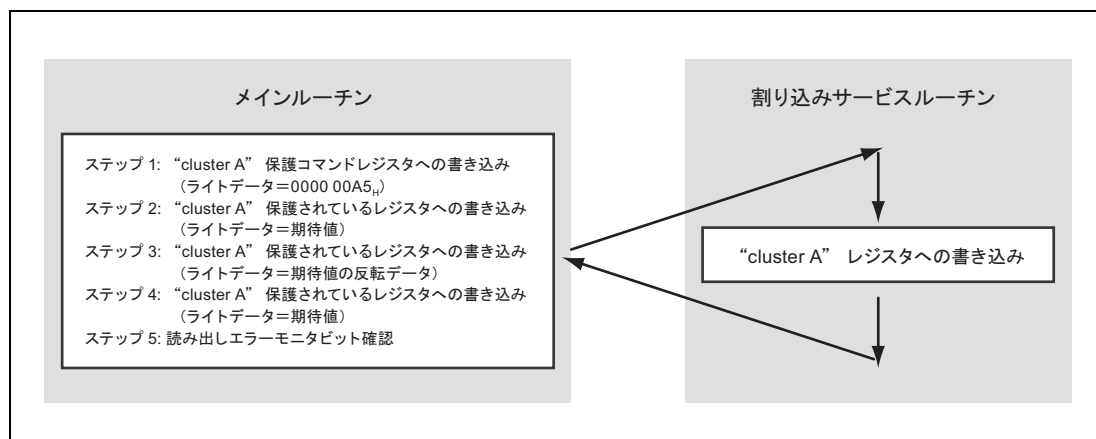 メインルーチン
ステップ 1: “cluster A” 保護コマンドレジスタへの書き込み
(ライトデータ＝0000 00A5H)
ステップ 2: “cluster A” 保護されているレジスタへの書き込み
(ライトデータ＝期待値)
ステップ 3: “cluster A” 保護されているレジスタへの書き込み
(ライトデータ＝期待値の反転データ)
ステップ 4: “cluster A” 保護されているレジスタへの書き込み
(ライトデータ＝期待値)
ステップ 5: 読み出しエラーモニタビット確認
割り込みサービスルーチン
“cluster A” レジスタへの書き込み